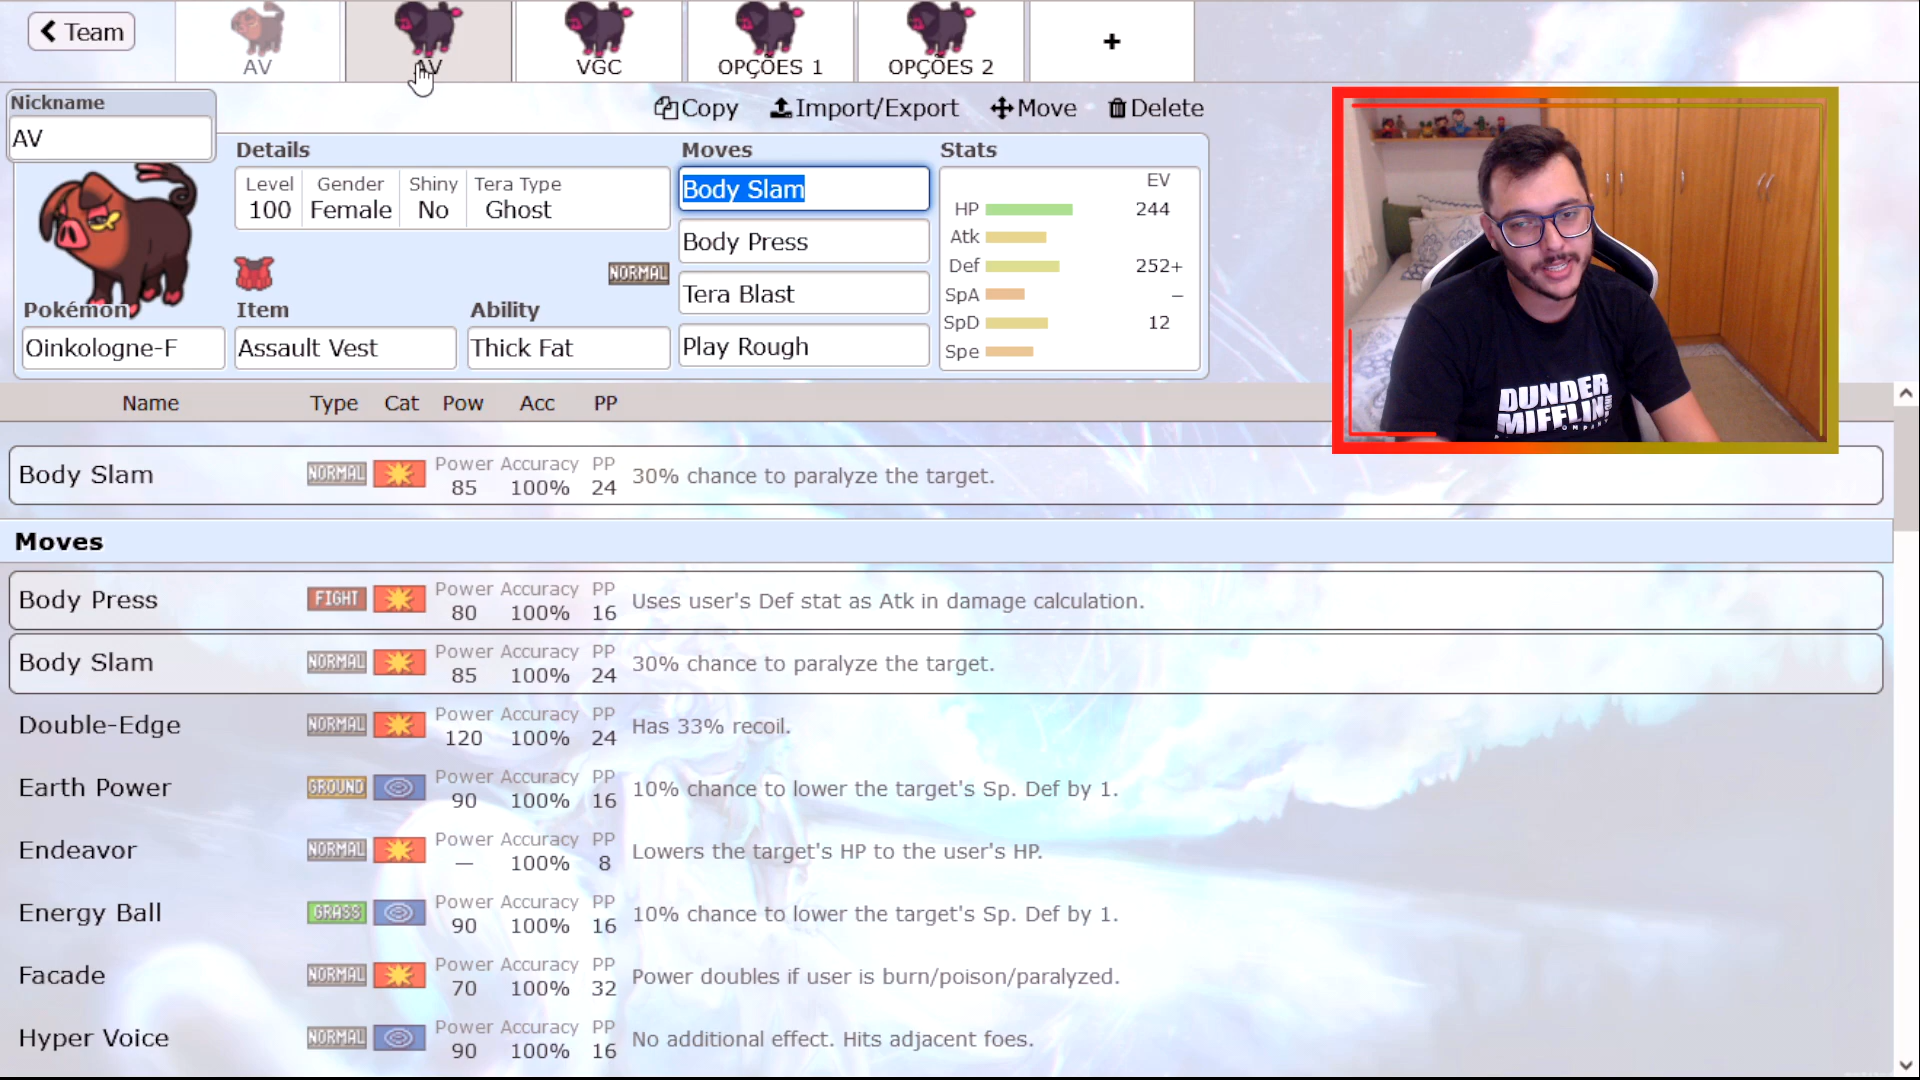 Team
AV
AV
VGC
OPÇÕES 1
OPÇÕES 2
+
Copy
Import/Export
Move
Delete
Nickname
AV
Details
Level
100
Gender
Female
Shiny
No
Tera Type
Ghost
NORMAL
Pokémon
Oinkologne-F
Item
Assault Vest
Ability
Thick Fat
Moves
Body Slam
Body Press
Tera Blast
Play Rough
Stats
EV
HP 244
Atk
Def 252+
SpA –
SpD 12
Spe
DUNDER
MIFFLIN
Name Type Cat Pow Acc PP
Body Slam NORMAL Power 85 Accuracy 100% PP 24 30% chance to paralyze the target.
Moves
Body Press FIGHT Power 80 Accuracy 100% PP 16 Uses user's Def stat as Atk in damage calculation.
Body Slam NORMAL Power 85 Accuracy 100% PP 24 30% chance to paralyze the target.
Double-Edge NORMAL Power 120 Accuracy 100% PP 24 Has 33% recoil.
Earth Power GROUND Power 90 Accuracy 100% PP 16 10% chance to lower the target's Sp. Def by 1.
Endeavor NORMAL Power — Accuracy 100% PP 8 Lowers the target's HP to the user's HP.
Energy Ball GRASS Power 90 Accuracy 100% PP 16 10% chance to lower the target's Sp. Def by 1.
Facade NORMAL Power 70 Accuracy 100% PP 32 Power doubles if user is burn/poison/paralyzed.
Hyper Voice NORMAL Power 90 Accuracy 100% PP 16 No additional effect. Hits adjacent foes.